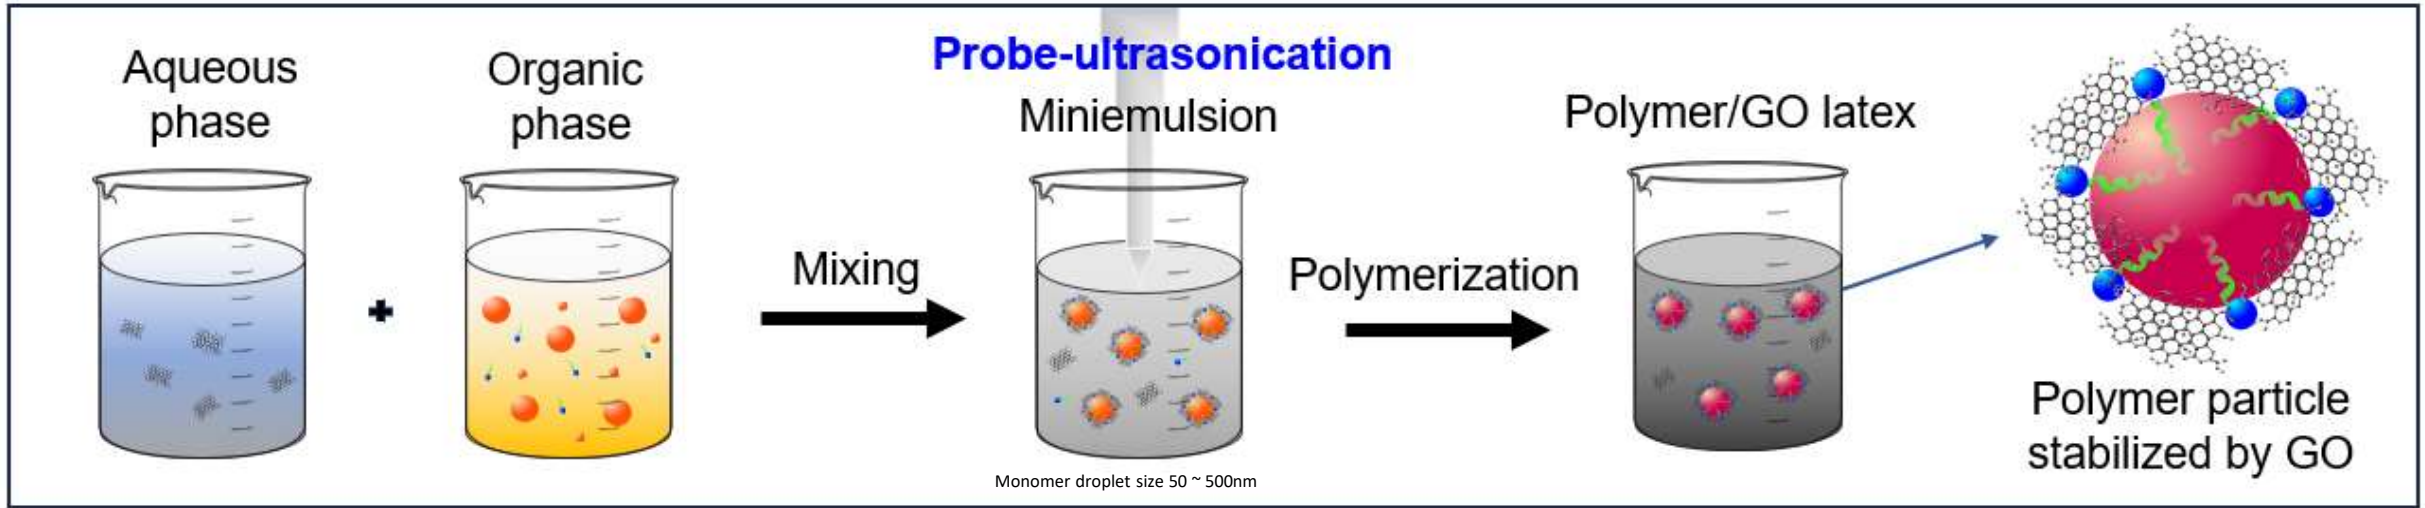 Aqueous
phase
Organic
phase
Mixing
Probe-ultrasonication
Miniemulsion
Monomer droplet size 50 ~ 500nm
Polymerization
Polymer/GO latex
Polymer particle
stabilized by GO